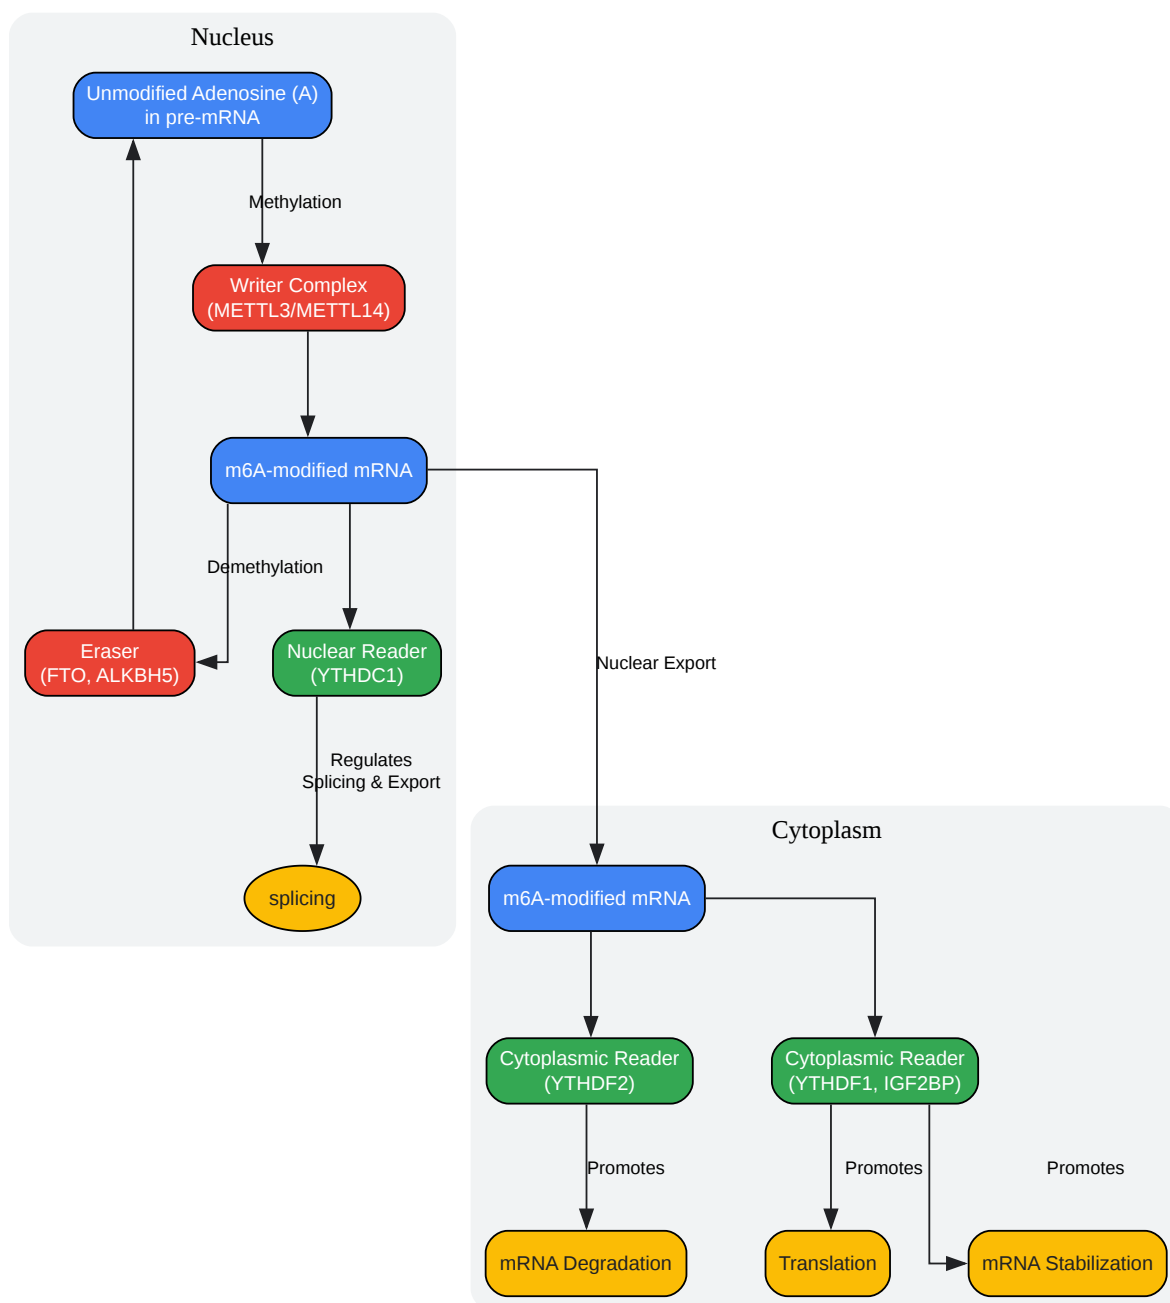 Nucleus
Unmodified Adenosine (A)
in pre-mRNA
Methylation
Writer Complex
(METTL3/METTL14)
m6A-modified mRNA
Demethylation
Eraser
(FTO, ALKBH5)
Nuclear Reader
(YTHDC1)
Nuclear Export
Regulates
Splicing & Export
splicing
Cytoplasm
m6A-modified mRNA
Cytoplasmic Reader
(YTHDF2)
Cytoplasmic Reader
(YTHDF1, IGF2BP)
Promotes
Promotes
Promotes
mRNA Degradation
Translation
mRNA Stabilization